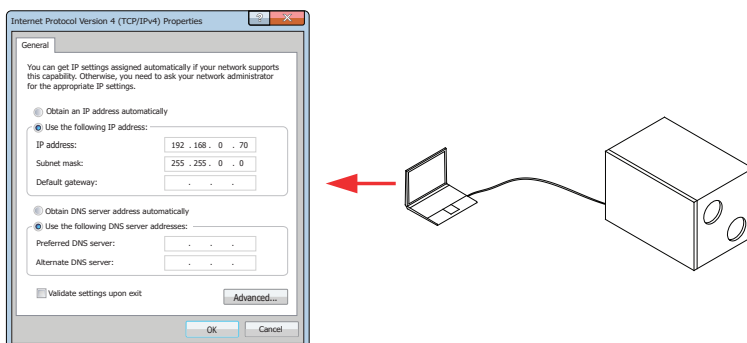 Internet Protocol Version 4 (TCP/IPv4) Properties
?
General
You can get IP settings assigned automatically if your network supports
this capability. Otherwise, you need to ask your network administrator
for the appropriate IP settings.
Obtain an IP address automatically
Use the following IP address:
IP address: 192 . 168 . 0 . 70
Subnet mask: 255 . 255 . 0 . 0
Default gateway: . . .
Obtain DNS server address automatically
Use the following DNS server addresses:
Preferred DNS server: . . .
Alternate DNS server: . . .
Validate settings upon exit
Advanced...
OK Cancel